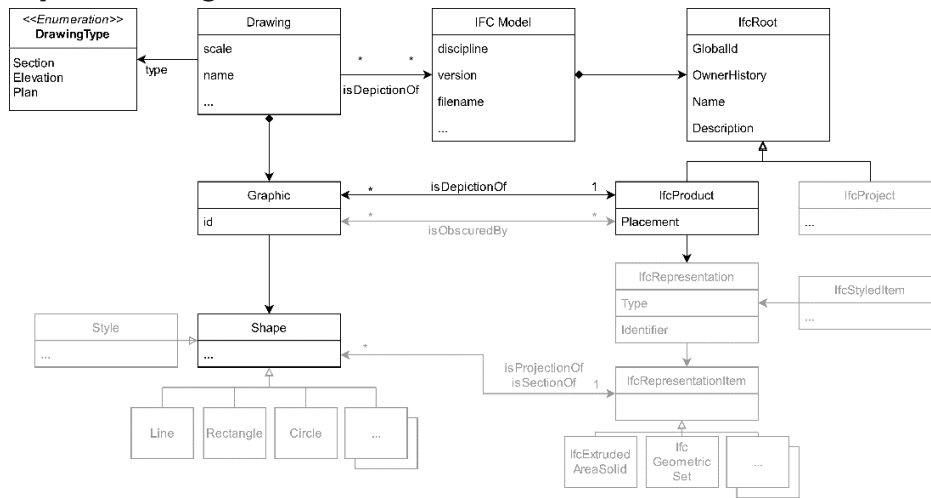 <<Enumeration>>
DrawingType
Section
Elevation
Plan
type
Drawing
scale
name
...
* *
isDepictionOf
IFC Model
discipline
version
filename
...
IfcRoot
GlobalId
OwnerHistory
Name
Description
Graphic
id
isDepictionOf
* 1
* *
isObscuredBy
IfcProduct
Placement
IfcProject
...
IfcRepresentation
Type
Identifier
IfcStyledItem
...
Style
...
Shape
...
*
isProjectionOf
isSectionOf 1
IfcRepresentationItem
Line
Rectangle
Circle
...
IfcExtruded
AreaSolid
Ifc
Geometric
Set
...